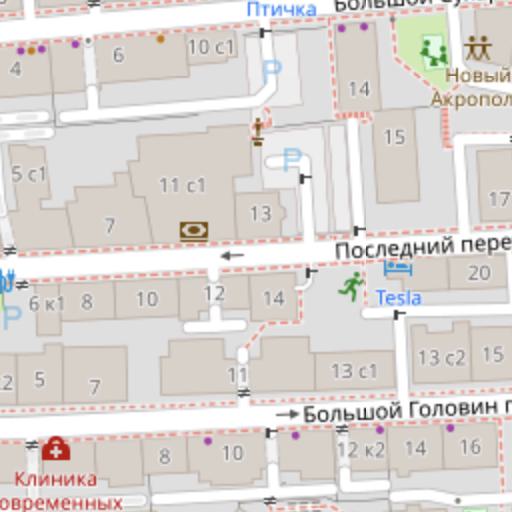 Птичка
Большой
6
10 с1
4
Новый
14
15
5 с1
11 с1
17
7
13
Последний пере
6 к1
8
10
12
14
20
Tesla
5
7
11
13 с1
13 с2
15
Большой Головин п
8
10
12 к2
14
16
Клиника
овременных